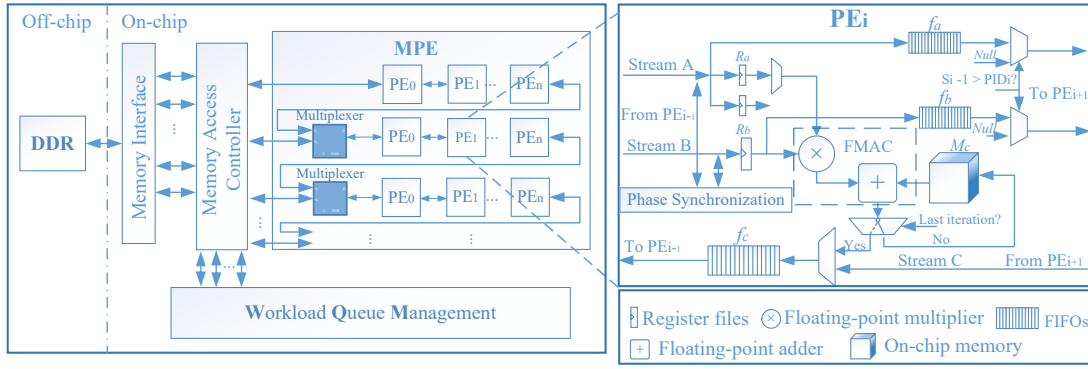 Off-chip
On-chip
DDR
Memory Interface
Memory Access
Controller
MPE
PE0
PE1
...
PEn
Multiplexer
PE0
PE1
...
PEn
Multiplexer
PE0
PE1
...
PEn
Workload Queue Management
PEi
Stream A
Ra
fa
Null
Si -1 > PIDi?
To PEi+1
From PEi-1
fb
Null
Stream B
Rb
FMAC
Mc
Phase Synchronization
Last iteration?
Yes
No
To PEi-1
fc
Stream C
From PEi+1
Register files
Floating-point multiplier
FIFOs
Floating-point adder
On-chip memory